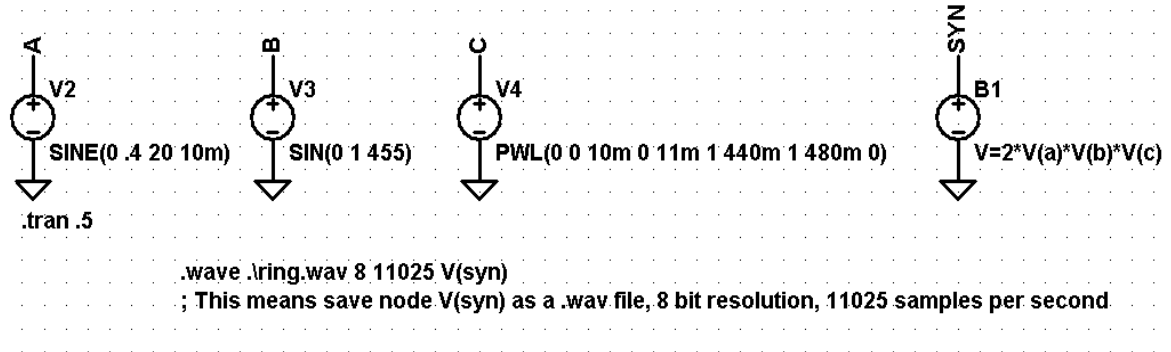 A
B
C
SYN
V2
V3
V4
B1
SINE(0 .4 20 10m)
SIN(0 1 455)
PWL(0 0 10m 0 11m 1 440m 1 480m 0)
V=2*V(a)*V(b)*V(c)
.tran .5
.wave .\ring.wav 8 11025 V(syn)
; This means save node V(syn) as a .wav file, 8 bit resolution, 11025 samples per second